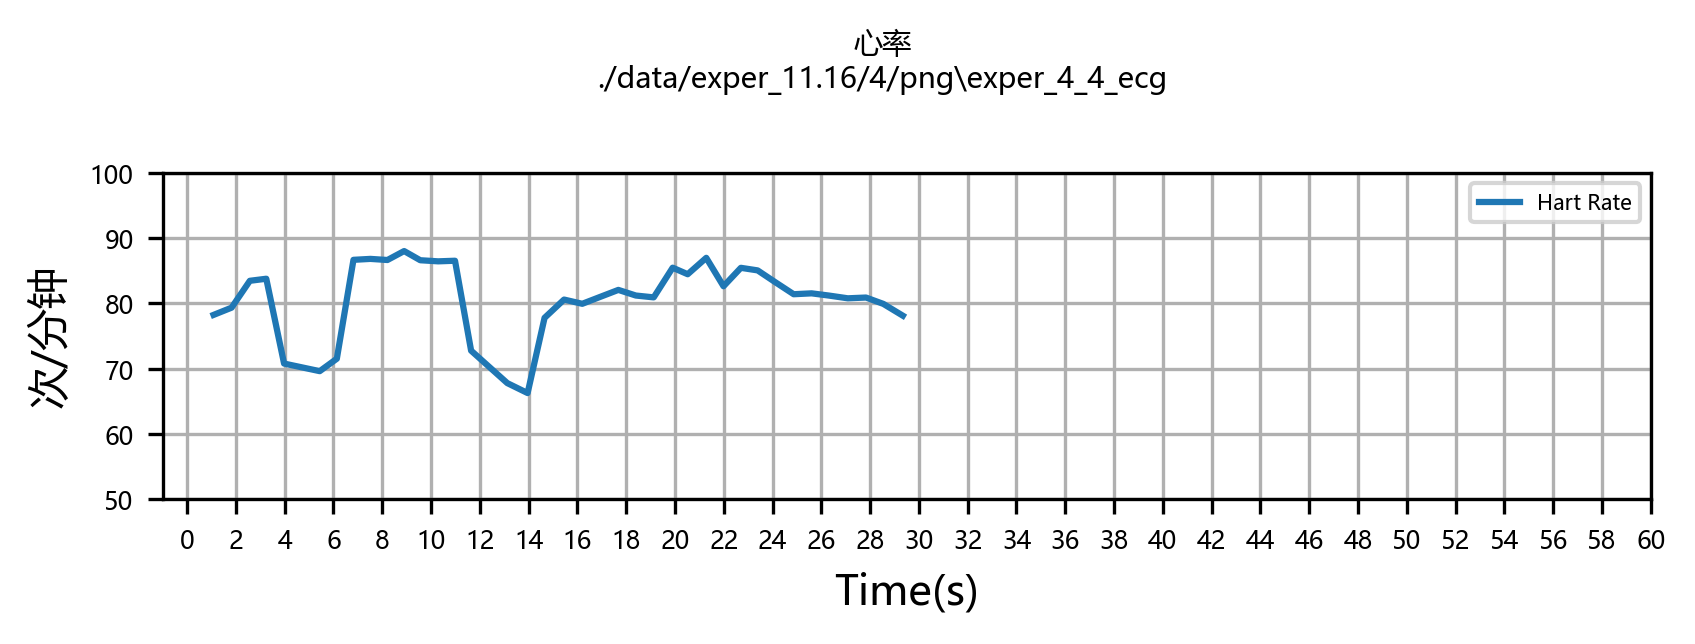 心率
./data/exper_11.16/4/png\exper_4_4_ecg
100
90
80
70
60
50
次/分钟
Hart Rate
0 2 4 6 8 10 12 14 16 18 20 22 24 26 28 30 32 34 36 38 40 42 44 46 48 50 52 54 56 58 60
Time(s)